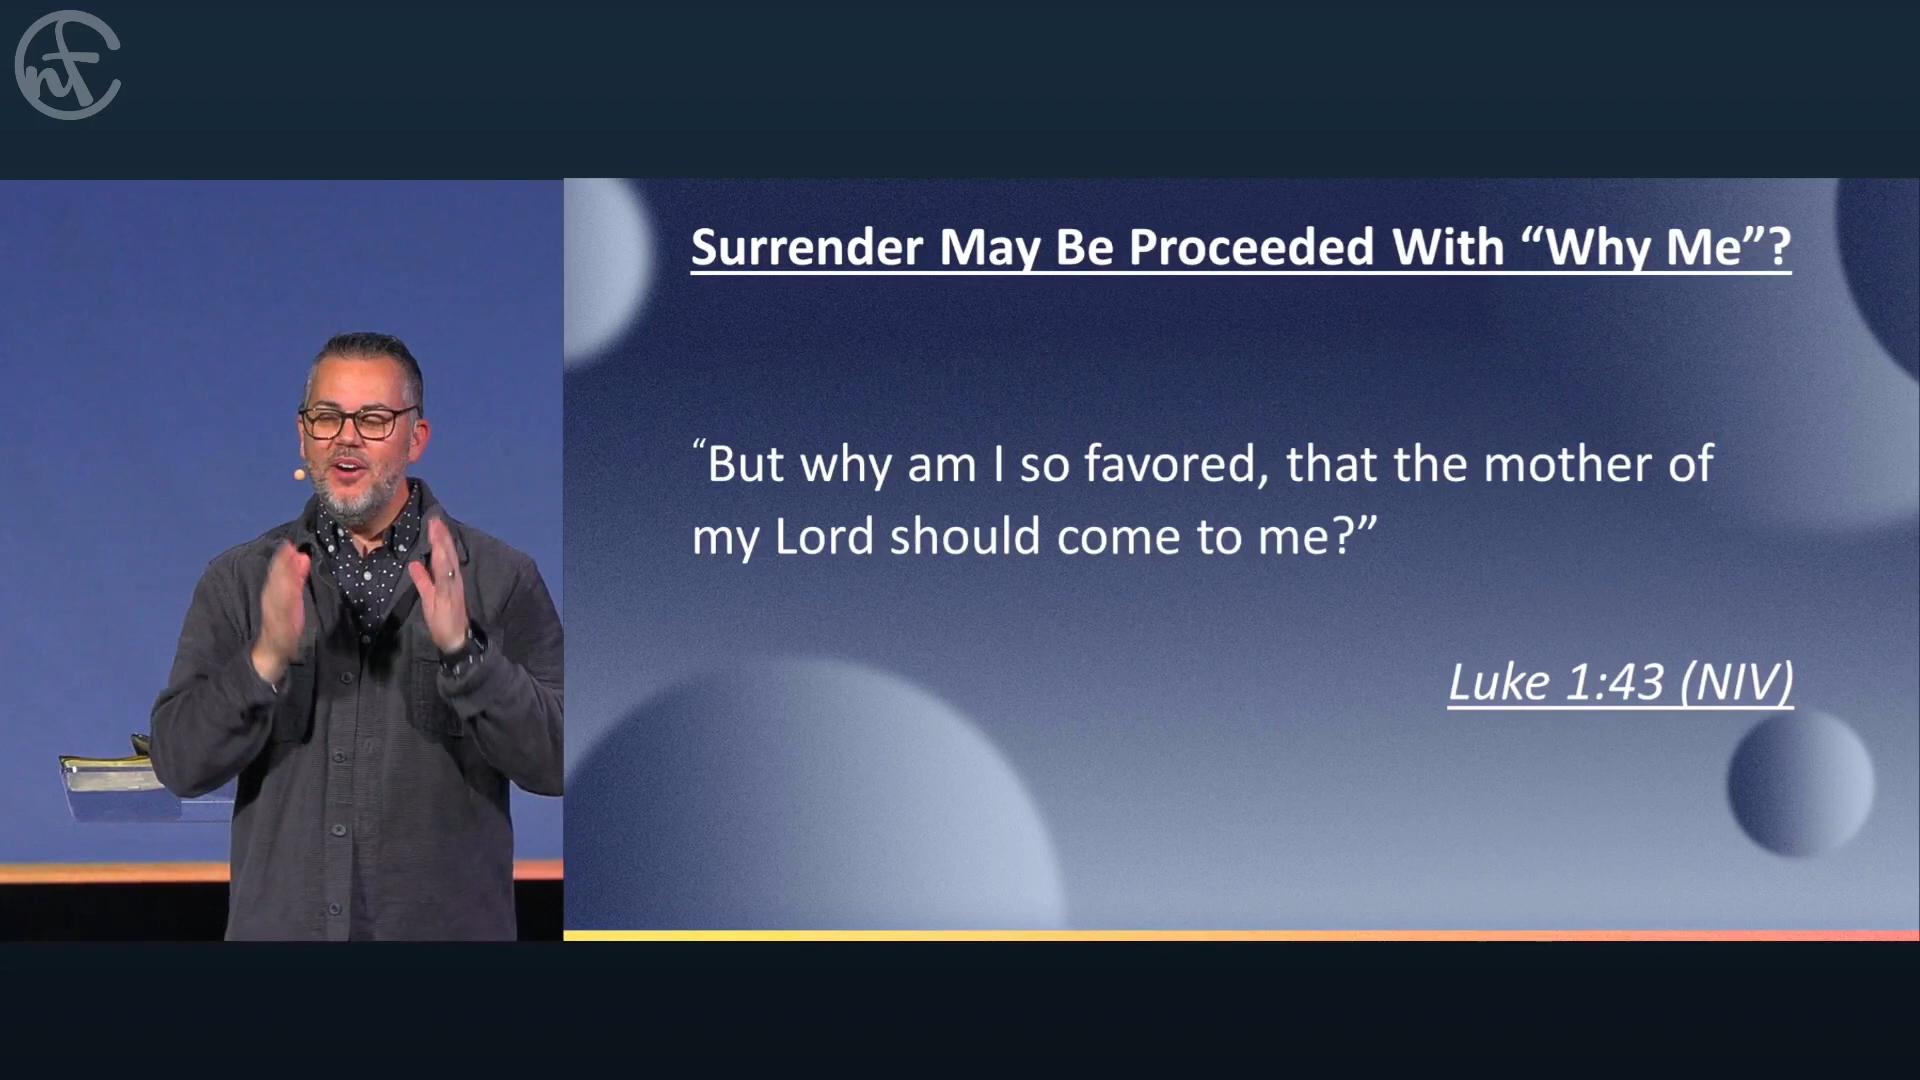 Surrender May Be Proceeded With “Why Me”?
“But why am I so favored, that the mother of
my Lord should come to me?”
Luke 1:43 (NIV)